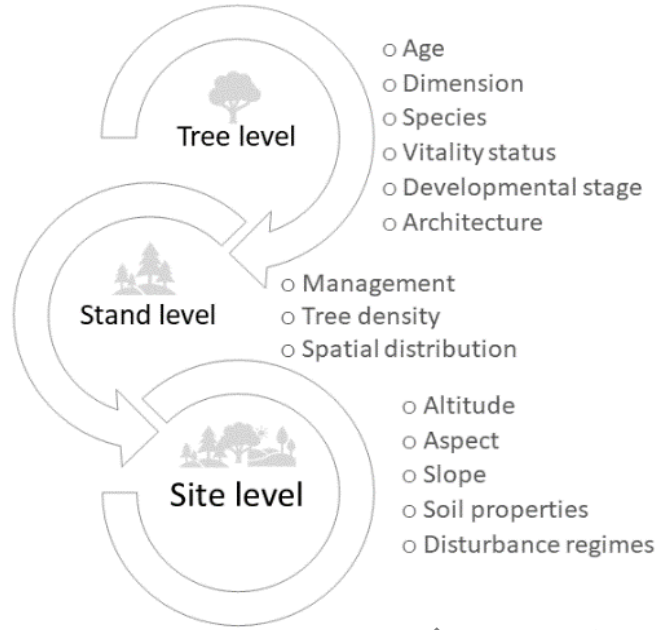 Tree level
○ Age
○ Dimension
○ Species
○ Vitality status
○ Developmental stage
○ Architecture
Stand level
○ Management
○ Tree density
○ Spatial distribution
Site level
○ Altitude
○ Aspect
○ Slope
○ Soil properties
○ Disturbance regimes